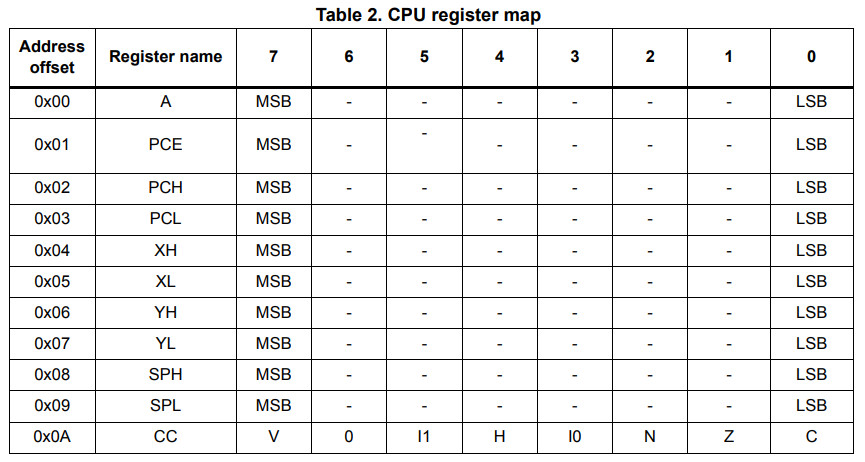 Table 2. CPU register map
Address offset Register name 7 6 5 4 3 2 1 0
0x00 A MSB - - - - - - LSB
0x01 PCE MSB - - - - - - LSB
0x02 PCH MSB - - - - - - LSB
0x03 PCL MSB - - - - - - LSB
0x04 XH MSB - - - - - - LSB
0x05 XL MSB - - - - - - LSB
0x06 YH MSB - - - - - - LSB
0x07 YL MSB - - - - - - LSB
0x08 SPH MSB - - - - - - LSB
0x09 SPL MSB - - - - - - LSB
0x0A CC V 0 I1 H I0 N Z C